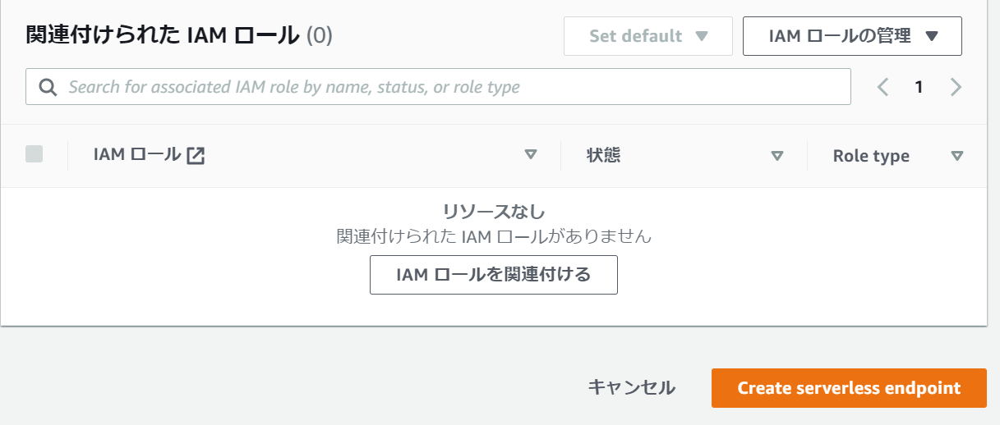 関連付けられた IAM ロール (0)
Set default
IAM ロールの管理
Search for associated IAM role by name, status, or role type
1
IAM ロール
状態
Role type
リソースなし
関連付けられた IAM ロールがありません
IAM ロールを関連付ける
キャンセル
Create serverless endpoint